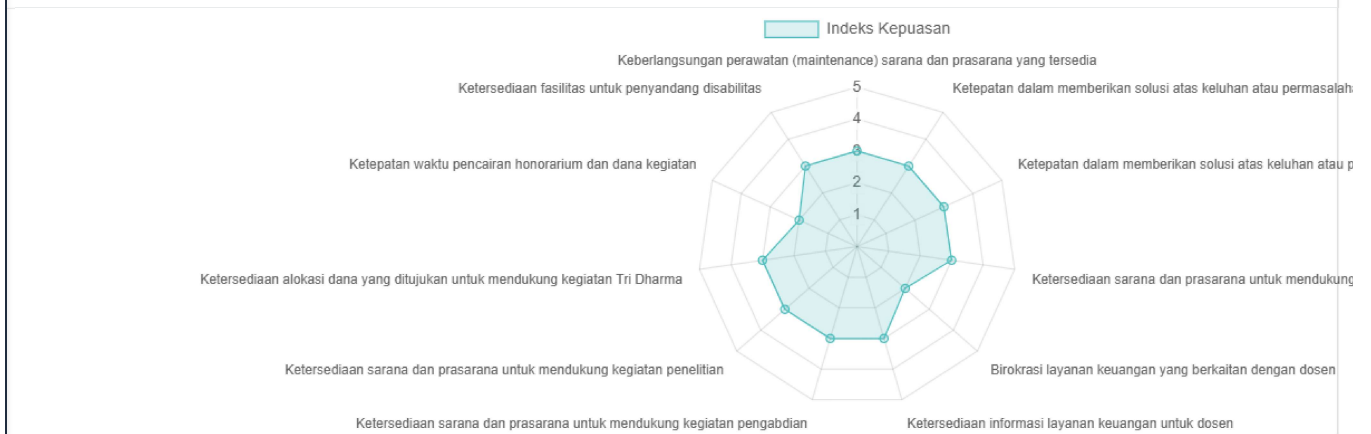 Indeks Kepuasan
Keberlangsungan perawatan (maintenance) sarana dan prasarana yang tersedia
Ketersediaan fasilitas untuk penyandang disabilitas
5
Ketepatan dalam memberikan solusi atas keluhan atau
4
Ketepatan waktu pencairan honorarium dan dana kegiatan
3
Ketepatan dalam memberikan solusi atas keluhan atau
2
1
Ketersediaan alokasi dana yang ditujukan untuk mendukung kegiatan Tri Dharma
Ketersediaan sarana dan prasarana untuk mendukung
Ketersediaan sarana dan prasarana untuk mendukung kegiatan penelitian
Birokrasi layanan keuangan yang berkaitan dengan dosen
Ketersediaan sarana dan prasarana untuk mendukung kegiatan pengabdian
Ketersediaan informasi layanan keuangan untuk dosen